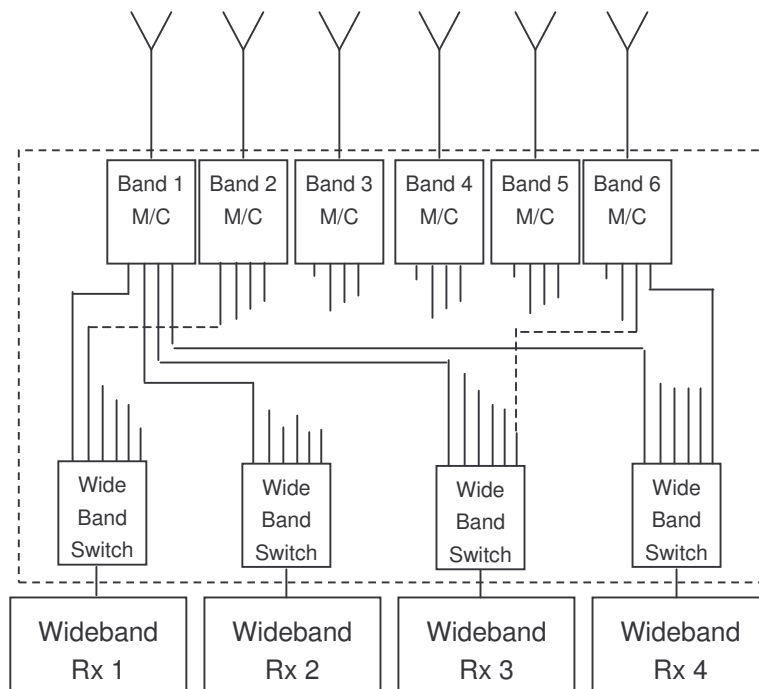 Band 1
M/C
Band 2
M/C
Band 3
M/C
Band 4
M/C
Band 5
M/C
Band 6
M/C
Wide
Band
Switch
Wide
Band
Switch
Wide
Band
Switch
Wide
Band
Switch
Wideband
Rx 1
Wideband
Rx 2
Wideband
Rx 3
Wideband
Rx 4